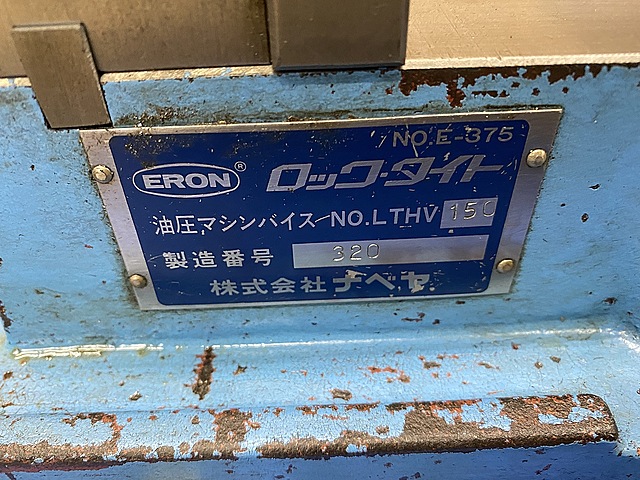 NO.E-375
ERON® ロック・タイト
油圧マシンバイス NO.LTHV 150
製造番号 320
株式会社ナベヤ